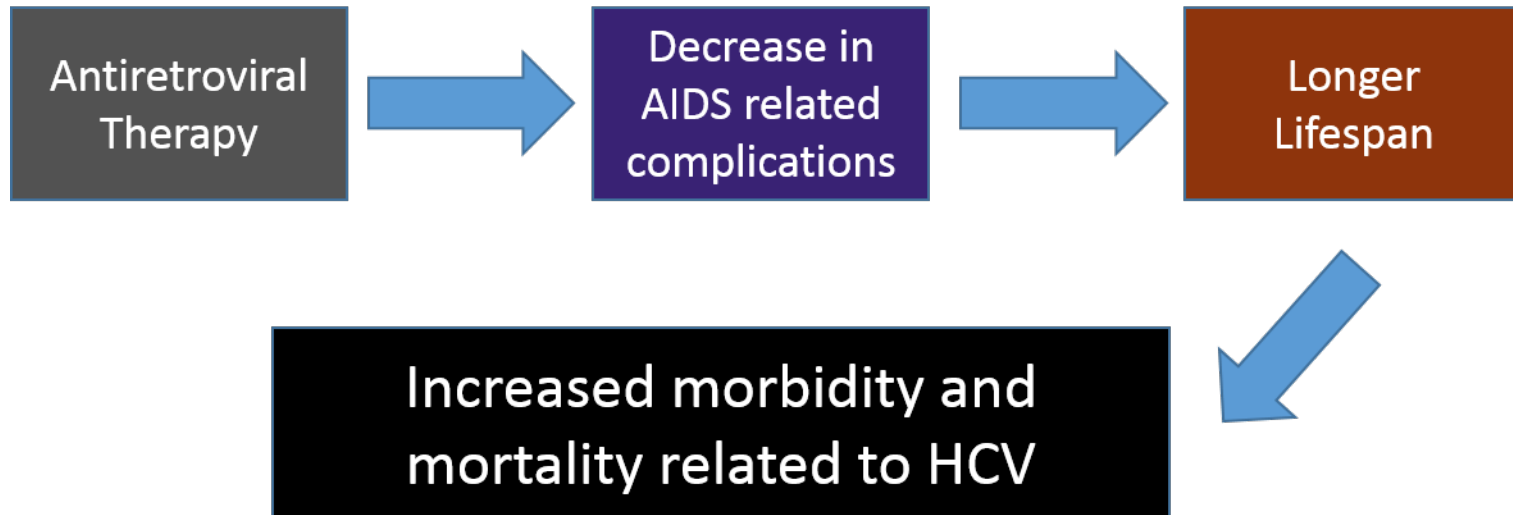 Antiretroviral
Therapy
Decrease in
AIDS related
complications
Longer
Lifespan
Increased morbidity and
mortality related to HCV